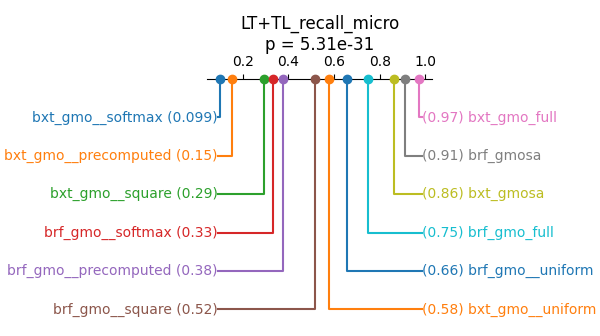 LT+TL_recall_micro
p = 5.31e-31
0.2 0.4 0.6 0.8 1.0
bxt_gmo__softmax (0.099) (0.97) bxt_gmo_full
bxt_gmo__precomputed (0.15) (0.91) brf_gmosa
bxt_gmo__square (0.29) (0.86) bxt_gmosa
brf_gmo__softmax (0.33) (0.75) brf_gmo_full
brf_gmo__precomputed (0.38) (0.66) brf_gmo__uniform
brf_gmo__square (0.52) (0.58) bxt_gmo__uniform